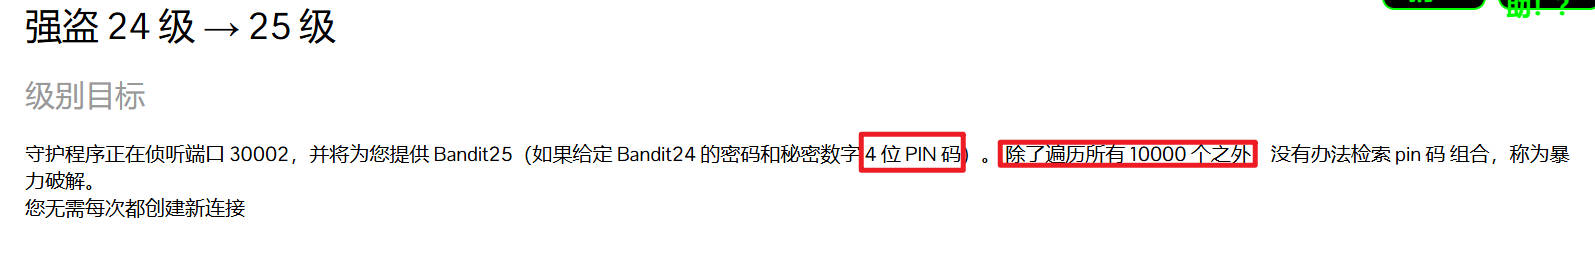 强盗 24 级 → 25 级
级别目标
守护程序正在侦听端口 30002，并将为您提供 Bandit25（如果给定 Bandit24 的密码和秘密数字 4 位 PIN 码）。除了遍历所有 10000 个之外 没有办法检索 pin 码 组合，称为暴
力破解。
您无需每次都创建新连接
助！？